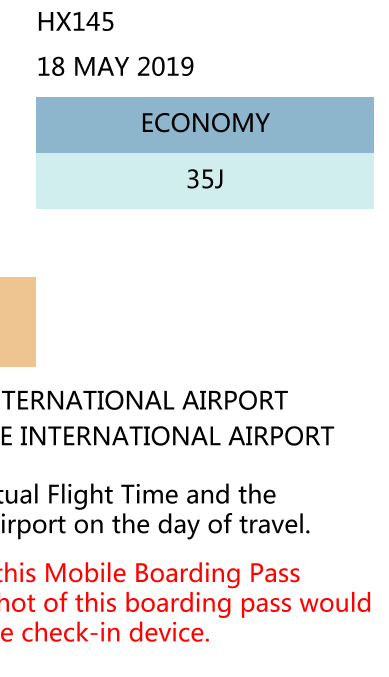 HX145
18 MAY 2019
ECONOMY
35J
TERNATIONAL AIRPORT
E INTERNATIONAL AIRPORT
tual Flight Time and the
irport on the day of travel.
this Mobile Boarding Pass
hot of this boarding pass would
e check-in device.